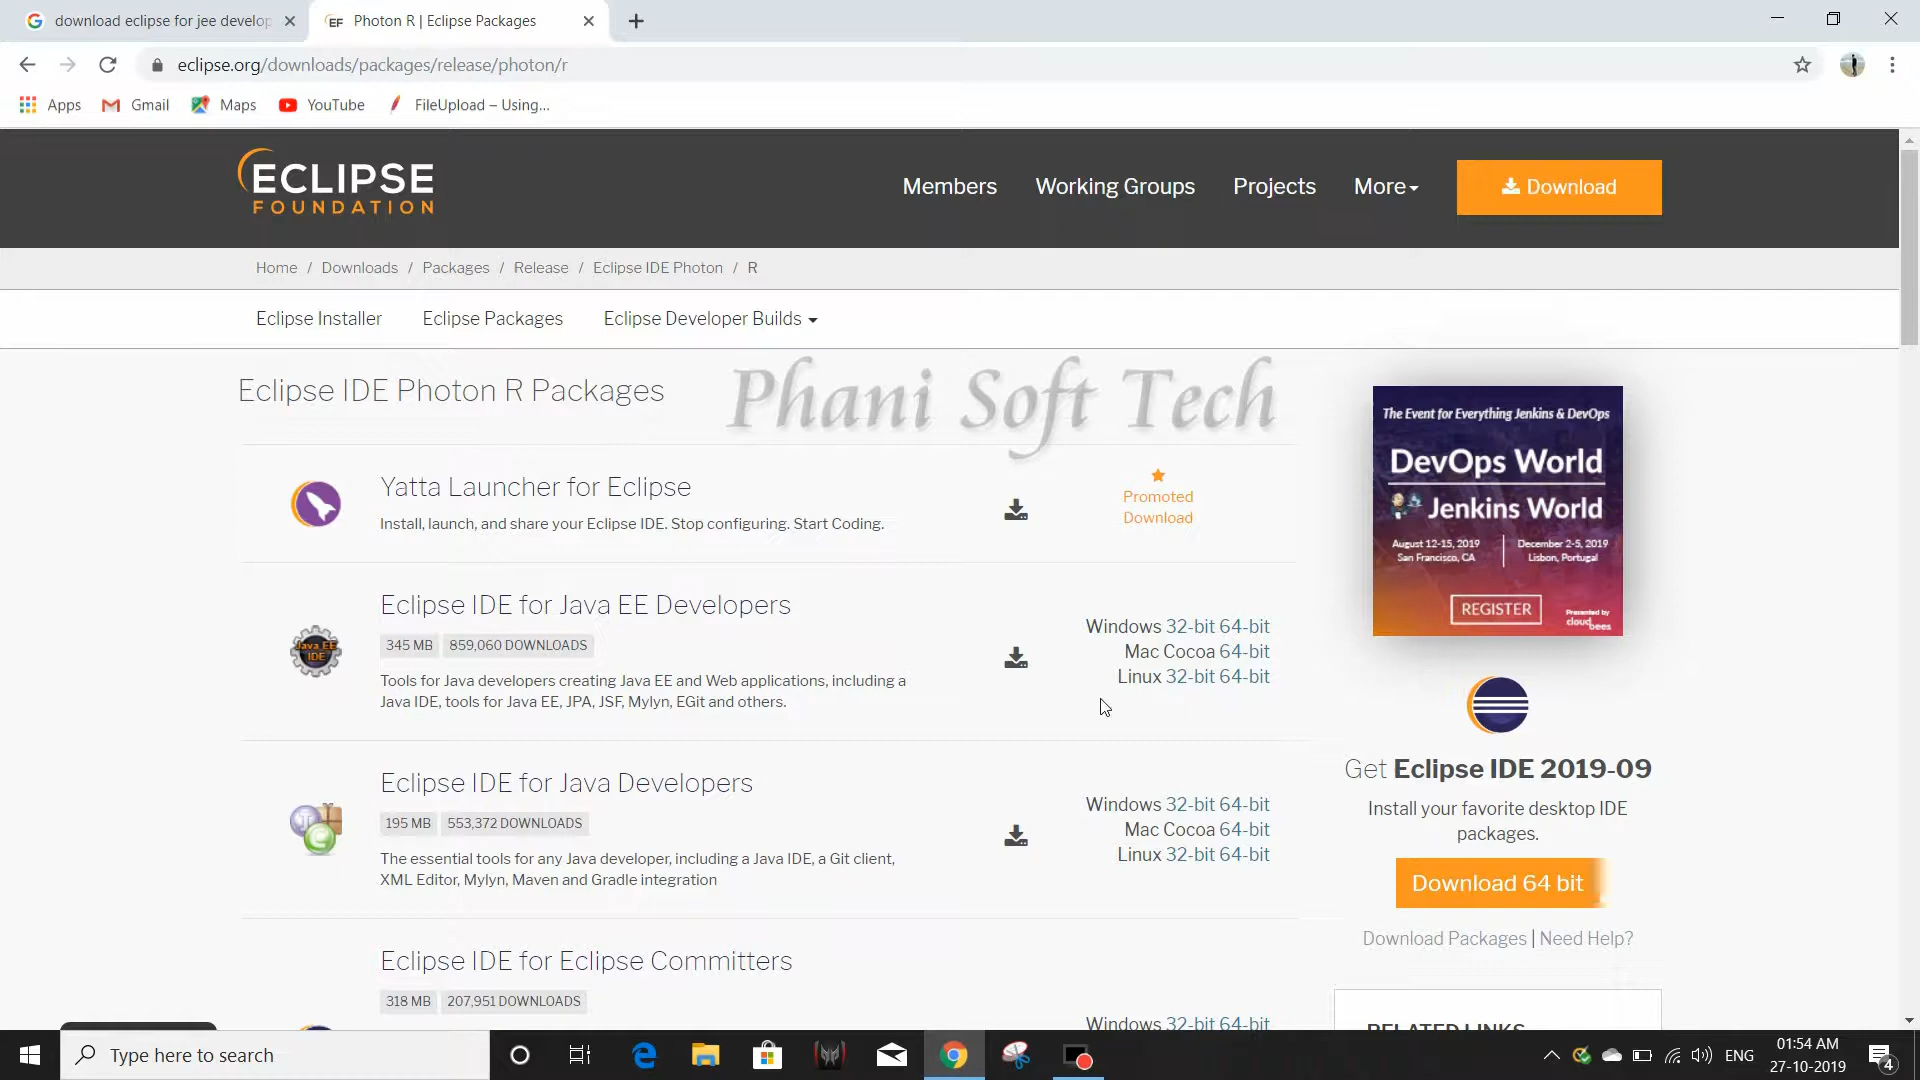 download eclipse for jee develop
EF Photon R | Eclipse Packages
eclipse.org/downloads/packages/release/photon/r
Apps Gmail Maps YouTube FileUpload – Using...
ECLIPSE
FOUNDATION
Members Working Groups Projects More Download
Home / Downloads / Packages / Release / Eclipse IDE Photon / R
Eclipse Installer Eclipse Packages Eclipse Developer Builds
Phani Soft Tech
Eclipse IDE Photon R Packages
Yatta Launcher for Eclipse
Install, launch, and share your Eclipse IDE. Stop configuring. Start Coding.
Promoted
Download
Java EE
IDE
Eclipse IDE for Java EE Developers
345 MB 859,060 DOWNLOADS
Tools for Java developers creating Java EE and Web applications, including a
Java IDE, tools for Java EE, JPA, JSF, Mylyn, EGit and others.
Windows 32-bit 64-bit
Mac Cocoa 64-bit
Linux 32-bit 64-bit
Eclipse IDE for Java Developers
195 MB 553,372 DOWNLOADS
The essential tools for any Java developer, including a Java IDE, a Git client,
XML Editor, Mylyn, Maven and Gradle integration
Windows 32-bit 64-bit
Mac Cocoa 64-bit
Linux 32-bit 64-bit
Eclipse IDE for Eclipse Committers
318 MB 207,951 DOWNLOADS
Windows 32-bit 64-bit
The Event for Everything Jenkins & DevOps
DevOps World
Jenkins World
August 12-15, 2019
San Francisco, CA
December 2-5, 2019
Lisbon, Portugal
REGISTER
Presented by
cloudbees
Get Eclipse IDE 2019-09
Install your favorite desktop IDE
packages.
Download 64 bit
Download Packages | Need Help?
RELATED LINKS
Type here to search
ENG
01:54 AM
27-10-2019
4